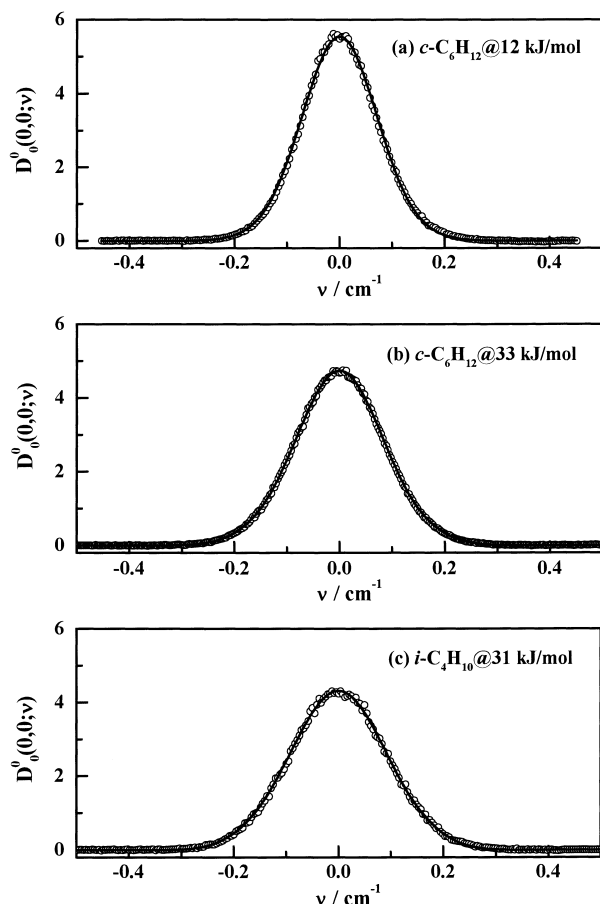 6
(a) c-C₆H₁₂@12 kJ/mol
4
D⁰₀(0,0;ν)
2
0
-0.4 -0.2 0.0 0.2 0.4
ν / cm⁻¹
6
(b) c-C₆H₁₂@33 kJ/mol
4
D⁰₀(0,0;ν)
2
0
-0.4 -0.2 0.0 0.2 0.4
ν / cm⁻¹
6
(c) i-C₄H₁₀@31 kJ/mol
4
D⁰₀(0,0;ν)
2
0
-0.4 -0.2 0.0 0.2 0.4
ν / cm⁻¹